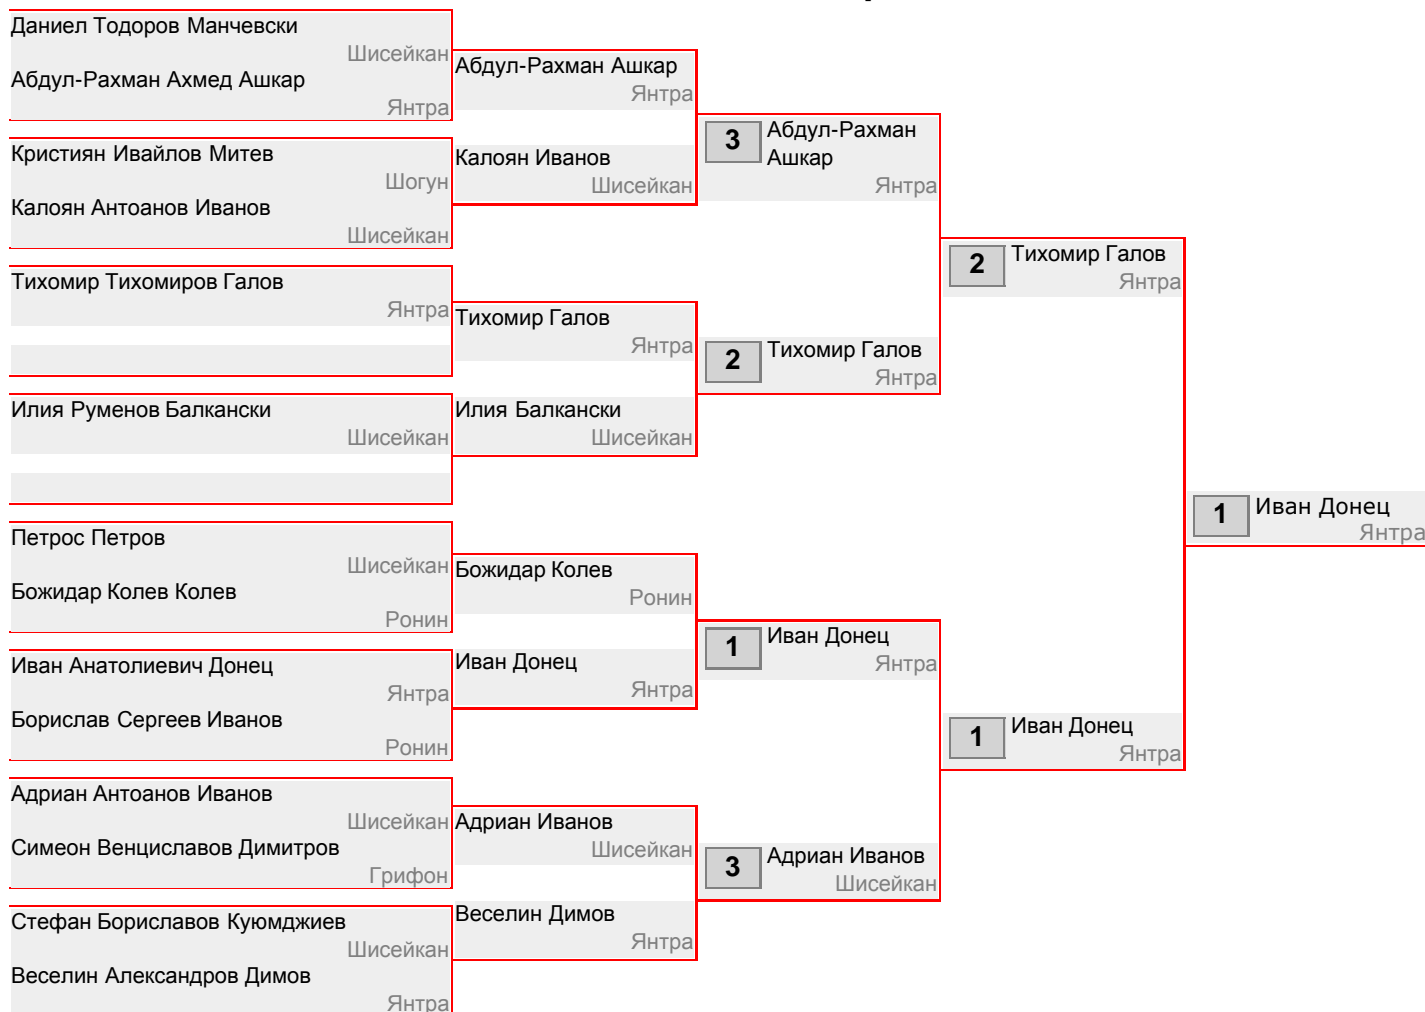 Даниел Тодоров Манчевски
Шисейкан
Абдул-Рахман Ахмед Ашкар
Янтра
Кристиян Ивайлов Митев
Шогун
Калоян Антоанов Иванов
Шисейкан
Тихомир Тихомиров Галов
Янтра
Илия Руменов Балкански
Шисейкан
Петрос Петров
Шисейкан
Божидар Колев Колев
Ронин
Иван Анатолиевич Донец
Янтра
Борислав Сергеев Иванов
Ронин
Адриан Антоанов Иванов
Шисейкан
Симеон Венциславов Димитров
Грифон
Стефан Бориславов Куюмджиев
Шисейкан
Веселин Александров Димов
Янтра
Абдул-Рахман Ашкар
Янтра
Калоян Иванов
Шисейкан
Тихомир Галов
Янтра
Илия Балкански
Шисейкан
Божидар Колев
Ронин
Иван Донец
Янтра
Адриан Иванов
Шисейкан
Веселин Димов
Янтра
3 Абдул-Рахман
Ашкар
Янтра
2 Тихомир Галов
Янтра
1 Иван Донец
Янтра
3 Адриан Иванов
Шисейкан
2 Тихомир Галов
Янтра
1 Иван Донец
Янтра
1 Иван Донец
Янтра